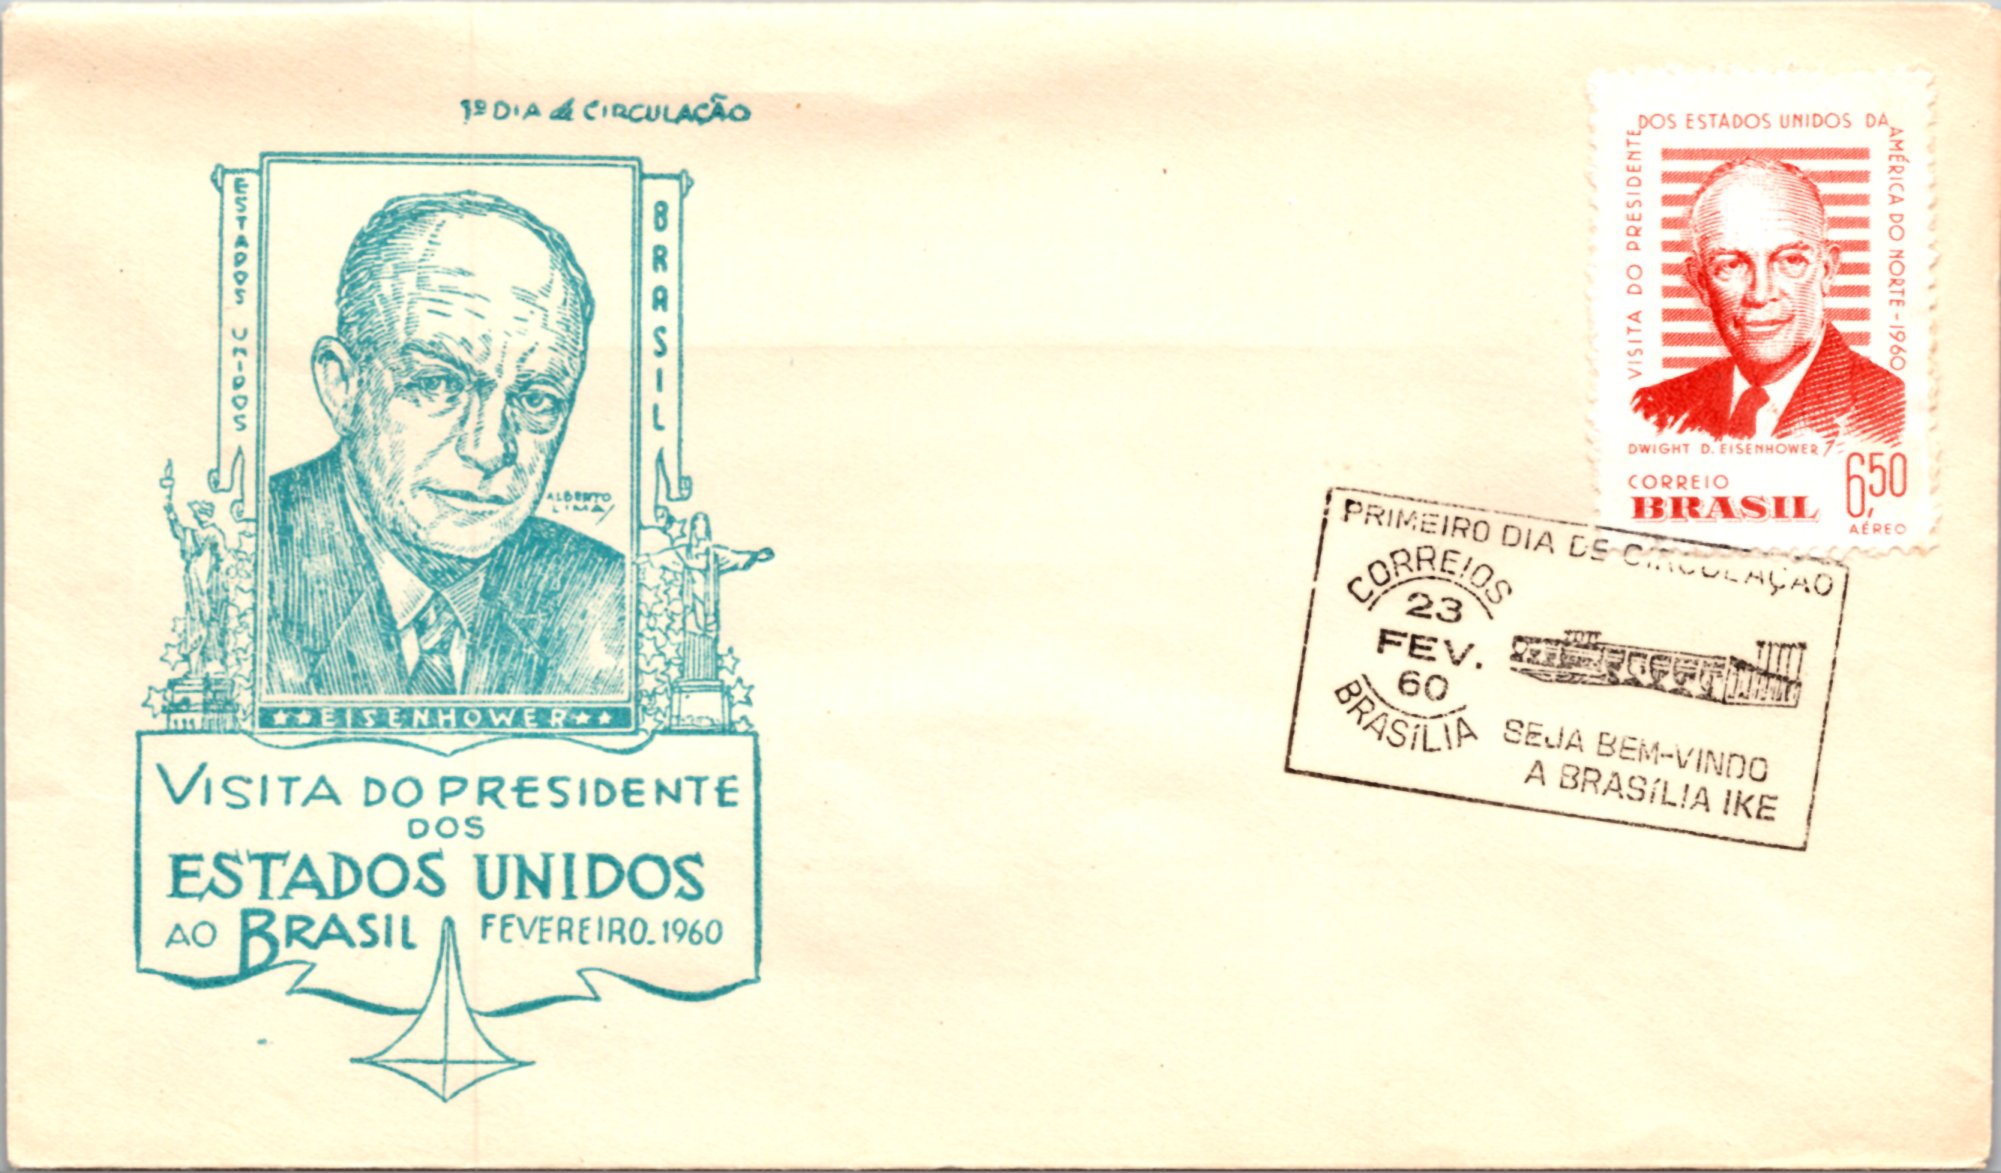 1º DIA de CIRCULAÇÃO
ESTADOS UNIDOS
BRASIL
ALBERTO
LIMA
★★EISENHOWER★★
VISITA DO PRESIDENTE
DOS
ESTADOS UNIDOS
AO BRASIL FEVEREIRO.1960
VISITA DO PRESIDENTE DOS ESTADOS UNIDOS DA AMÉRICA DO NORTE-1960
DWIGHT D. EISENHOWER
CORREIO
BRASIL
6,50
AÉREO
PRIMEIRO DIA DE CIRCULAÇÃO
CORREIOS
23
FEV.
60
BRASÍLIA
SEJA BEM-VINDO
A BRASÍLIA IKE